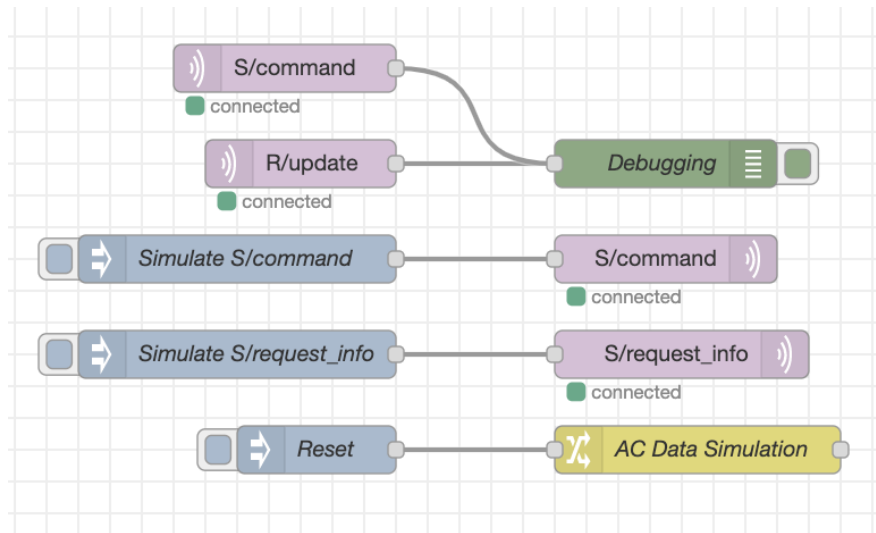 S/command
connected
R/update
Debugging
connected
Simulate S/command
S/command
connected
Simulate S/request_info
S/request_info
connected
Reset
AC Data Simulation